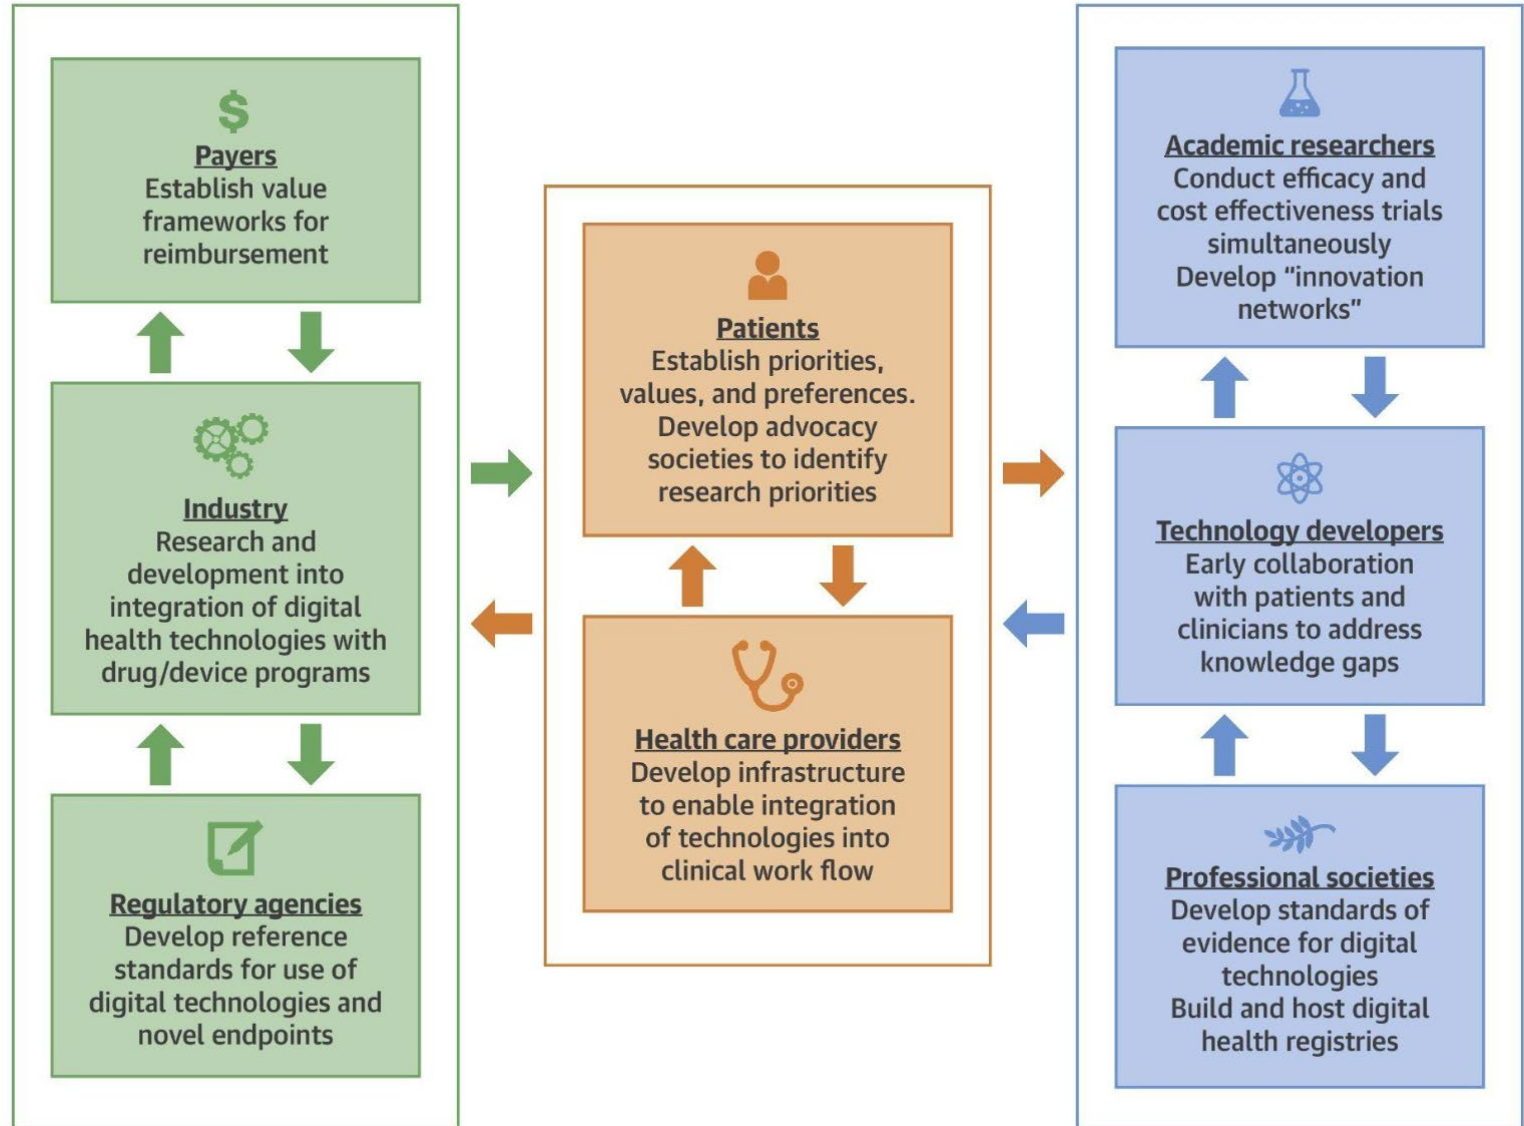 $
Payers
Establish value
frameworks for
reimbursement
Industry
Research and
development into
integration of digital
health technologies with
drug/device programs
Regulatory agencies
Develop reference
standards for use of
digital technologies and
novel endpoints
Patients
Establish priorities,
values, and preferences.
Develop advocacy
societies to identify
research priorities
Health care providers
Develop infrastructure
to enable integration
of technologies into
clinical work flow
Academic researchers
Conduct efficacy and
cost effectiveness trials
simultaneously
Develop “innovation
networks”
Technology developers
Early collaboration
with patients and
clinicians to address
knowledge gaps
Professional societies
Develop standards of
evidence for digital
technologies
Build and host digital
health registries